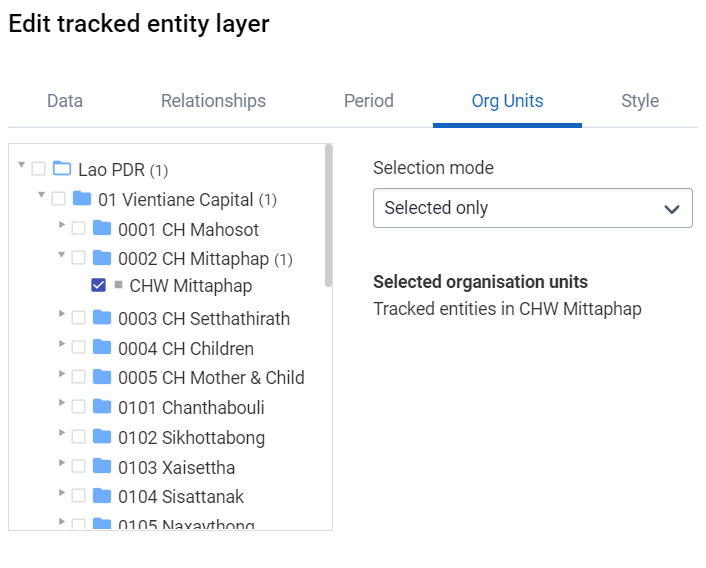 Edit tracked entity layer
Data Relationships Period Org Units Style
Lao PDR (1)
01 Vientiane Capital (1)
0001 CH Mahosot
0002 CH Mittaphap (1)
CHW Mittaphap
0003 CH Setthathirath
0004 CH Children
0005 CH Mother & Child
0101 Chanthabouli
0102 Sikhottabong
0103 Xaisettha
0104 Sisattanak
0105 Naxaythong
Selection mode
Selected only
Selected organisation units
Tracked entities in CHW Mittaphap